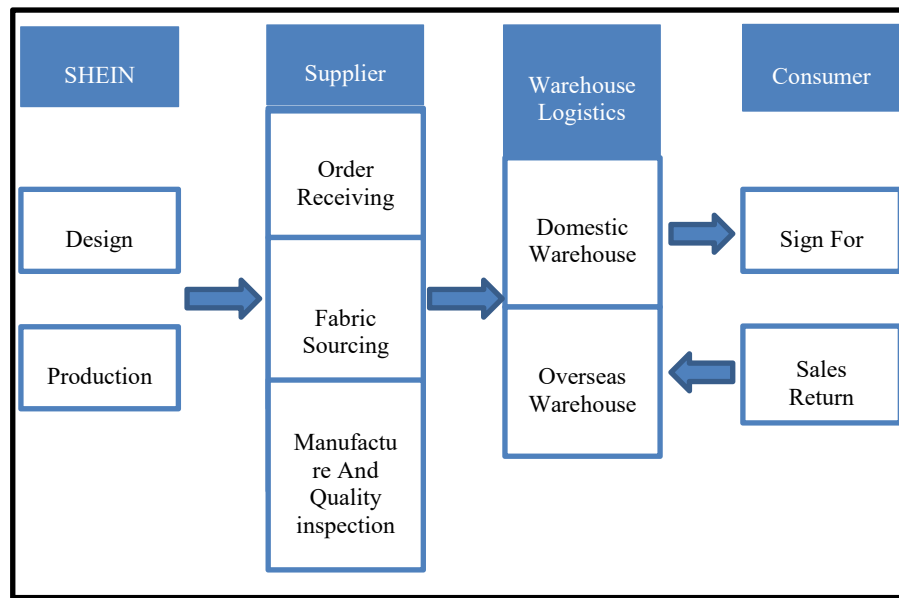 SHEIN
Design
Production
Supplier
Order
Receiving
Fabric
Sourcing
Manufactu
re And
Quality
inspection
Warehouse
Logistics
Domestic
Warehouse
Overseas
Warehouse
Consumer
Sign For
Sales
Return